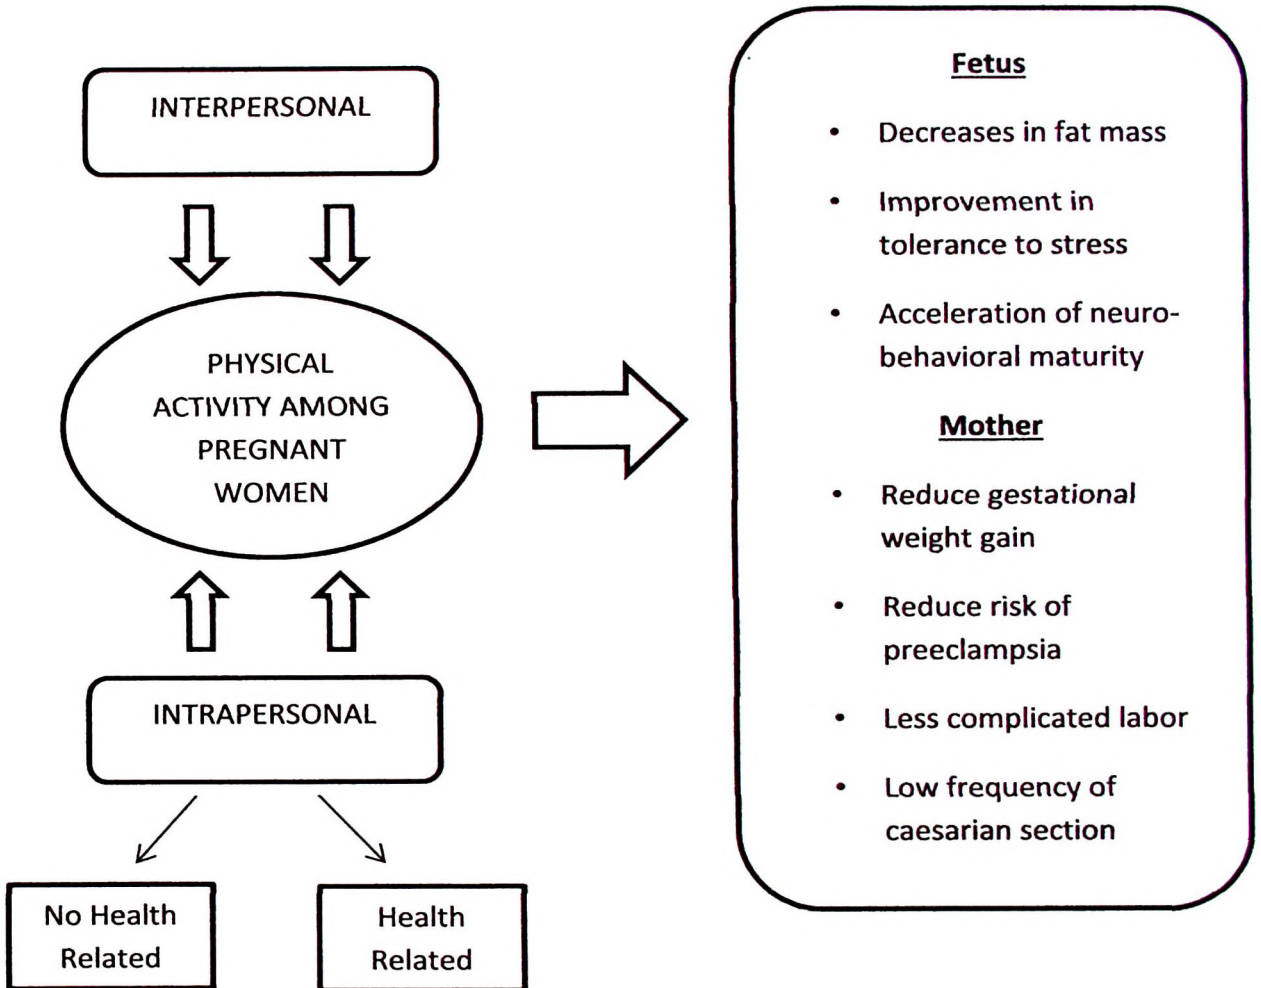 INTERPERSONAL
PHYSICAL
ACTIVITY AMONG
PREGNANT
WOMEN
INTRAPERSONAL
No Health
Related
Health
Related
Fetus
• Decreases in fat mass
• Improvement in
tolerance to stress
• Acceleration of neuro-
behavioral maturity
Mother
• Reduce gestational
weight gain
• Reduce risk of
preeclampsia
• Less complicated labor
• Low frequency of
caesarian section